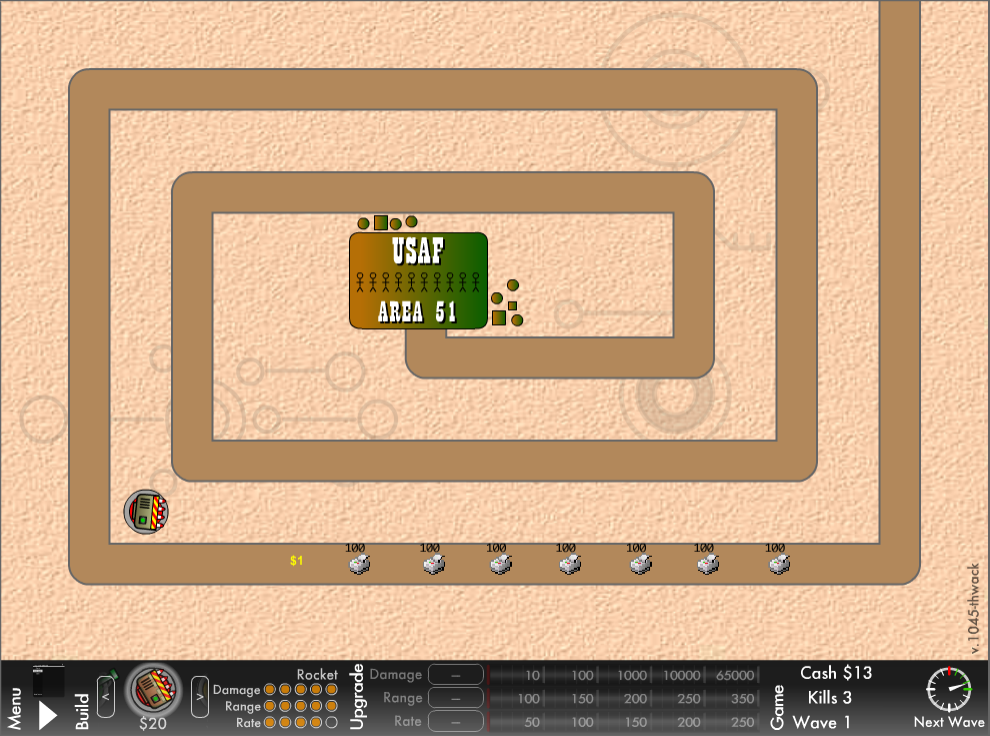 USAF
AREA 51
100 100 100 100 100 100 100
$1
v.1045-thwack
Menu
Build
<
>
$20
Rocket
Damage
Range
Rate
Upgrade
Damage – 10 100 1000 10000 65000
Range – 100 150 200 250 350
Rate – 50 100 150 200 250
Game
Cash $13
Kills 3
Wave 1
Next Wave